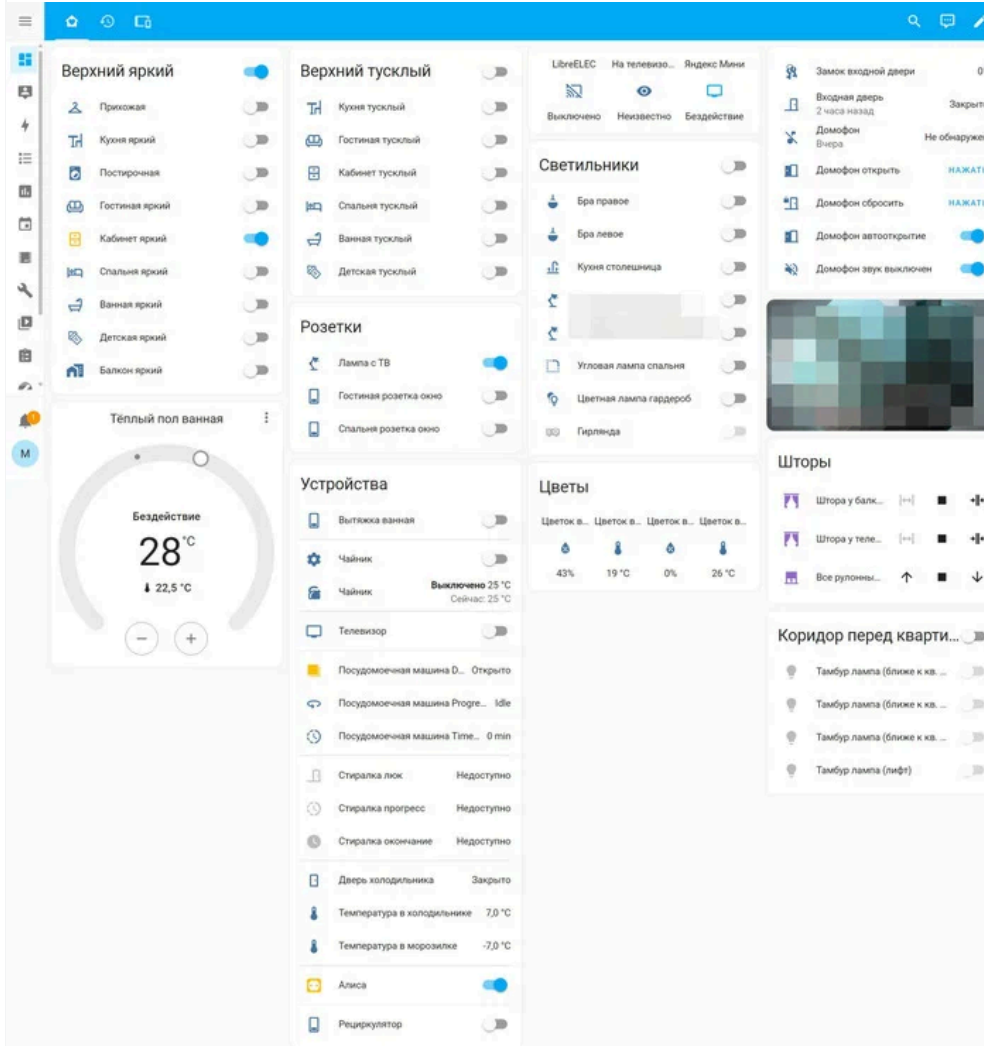 Верхний яркий
Прихожая
Кухня яркий
Постирочная
Гостиная яркий
Кабинет яркий
Спальня яркий
Ванная яркий
Детская яркий
Балкон яркий
Тёплый пол ванная
Бездействие
28 °C
22,5 °C
M
Верхний тусклый
Кухня тусклый
Гостиная тусклый
Кабинет тусклый
Спальня тусклый
Ванная тусклый
Детская тусклый
Розетки
Лампа с ТВ
Гостиная розетка окно
Спальня розетка окно
Устройства
Вытяжка ванная
Чайник
Чайник Выключено 25 °C
Сейчас: 25 °C
Телевизор
Посудомоечная машина D... Открыто
Посудомоечная машина Progre... Idle
Посудомоечная машина Time... 0 min
Стиралка люк Недоступно
Стиралка прогресс Недоступно
Стиралка окончание Недоступно
Дверь холодильника Закрыто
Температура в холодильнике 7,0 °C
Температура в морозилке -7,0 °C
Алиса
Рециркулятор
LibreELEC На телевизо... Яндекс Мини
Выключено Неизвестно Бездействие
Светильники
Бра правое
Бра левое
Кухня столешница
Угловая лампа спальня
Цветная лампа гардероб
Гирлянда
Цветы
Цветок в... Цветок в... Цветок в... Цветок в...
43% 19 °C 0% 26 °C
Замок входной двери
Входная дверь Закрыто
2 часа назад
Домофон Не обнаружен
Вчера
Домофон открыть НАЖАТЬ
Домофон сбросить НАЖАТЬ
Домофон автооткрытие
Домофон звук выключен
Шторы
Штора у балк...
Штора у теле...
Все рулонны...
Коридор перед кварти...
Тамбур лампа (ближе к кв. ...
Тамбур лампа (ближе к кв. ...
Тамбур лампа (ближе к кв. ...
Тамбур лампа (лифт)